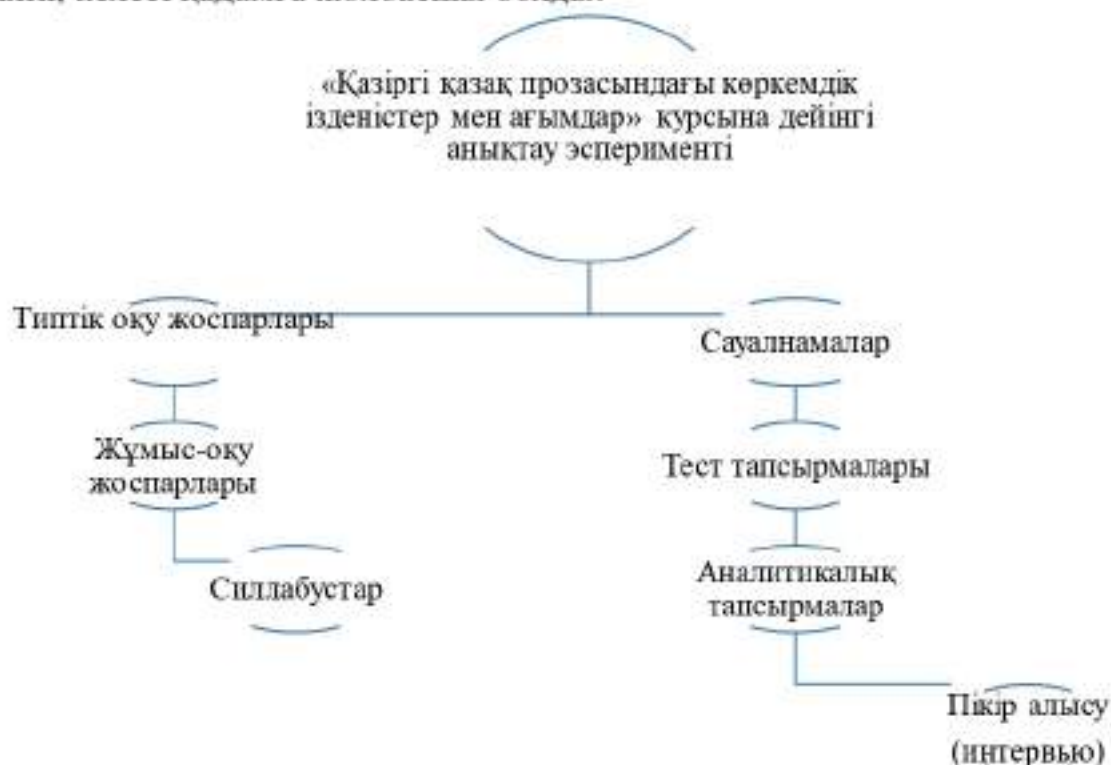 «Қазіргі қазақ прозасындағы көркемдік
ізденістер мен ағымдар» курсына дейінгі
анықтау эсперименті
Типтік оқу жоспарлары
Сауалнамалар
Жұмыс-оқу
жоспарлары
Тест тапсырмалары
Силлабустар
Аналитикалық
тапсырмалар
Пікір алысу
(интервью)